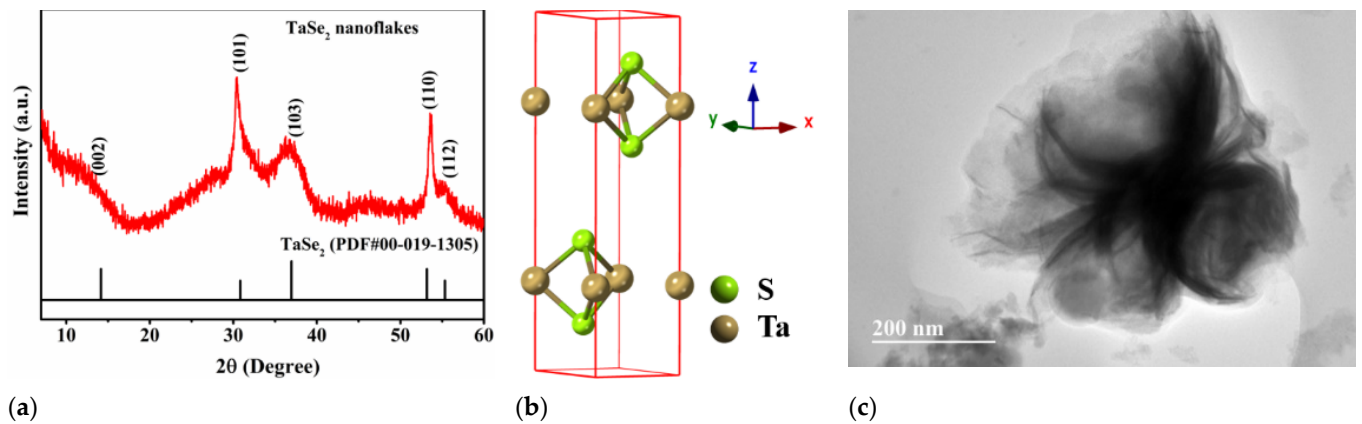 TaSe2 nanoflakes
(002)
(101)
(103)
(110)
(112)
TaSe2 (PDF#00-019-1305)
Intensity (a.u.)
10 20 30 40 50 60
2θ (Degree)
z
y x
S
Ta
200 nm
(a) (b) (c)